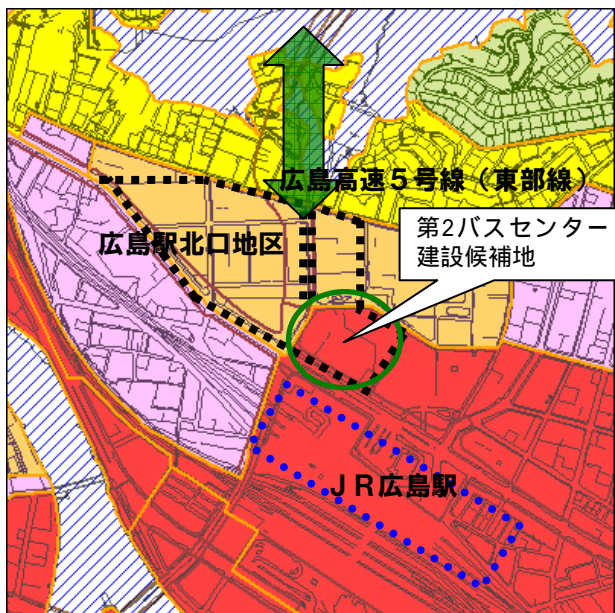 広島高速５号線（東部線）
第2バスセンター
建設候補地
広島駅北口地区
ＪＲ広島駅